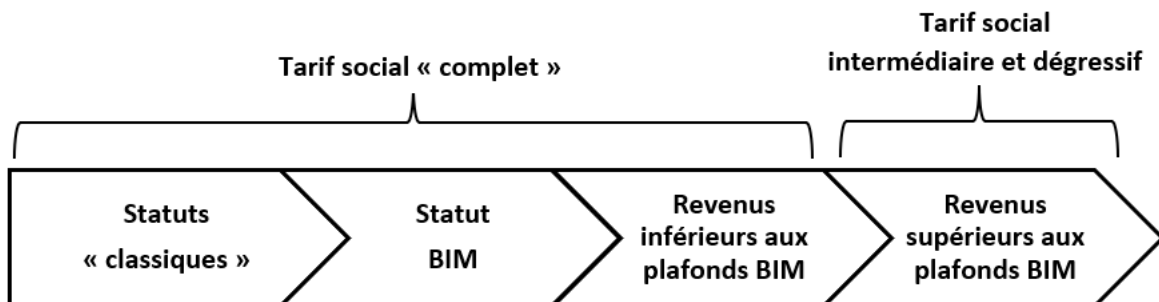 Tarif social « complet »
Tarif social
intermédiaire et dégressif
Statuts
« classiques »
Statut
BIM
Revenus
inférieurs aux
plafonds BIM
Revenus
supérieurs aux
plafonds BIM